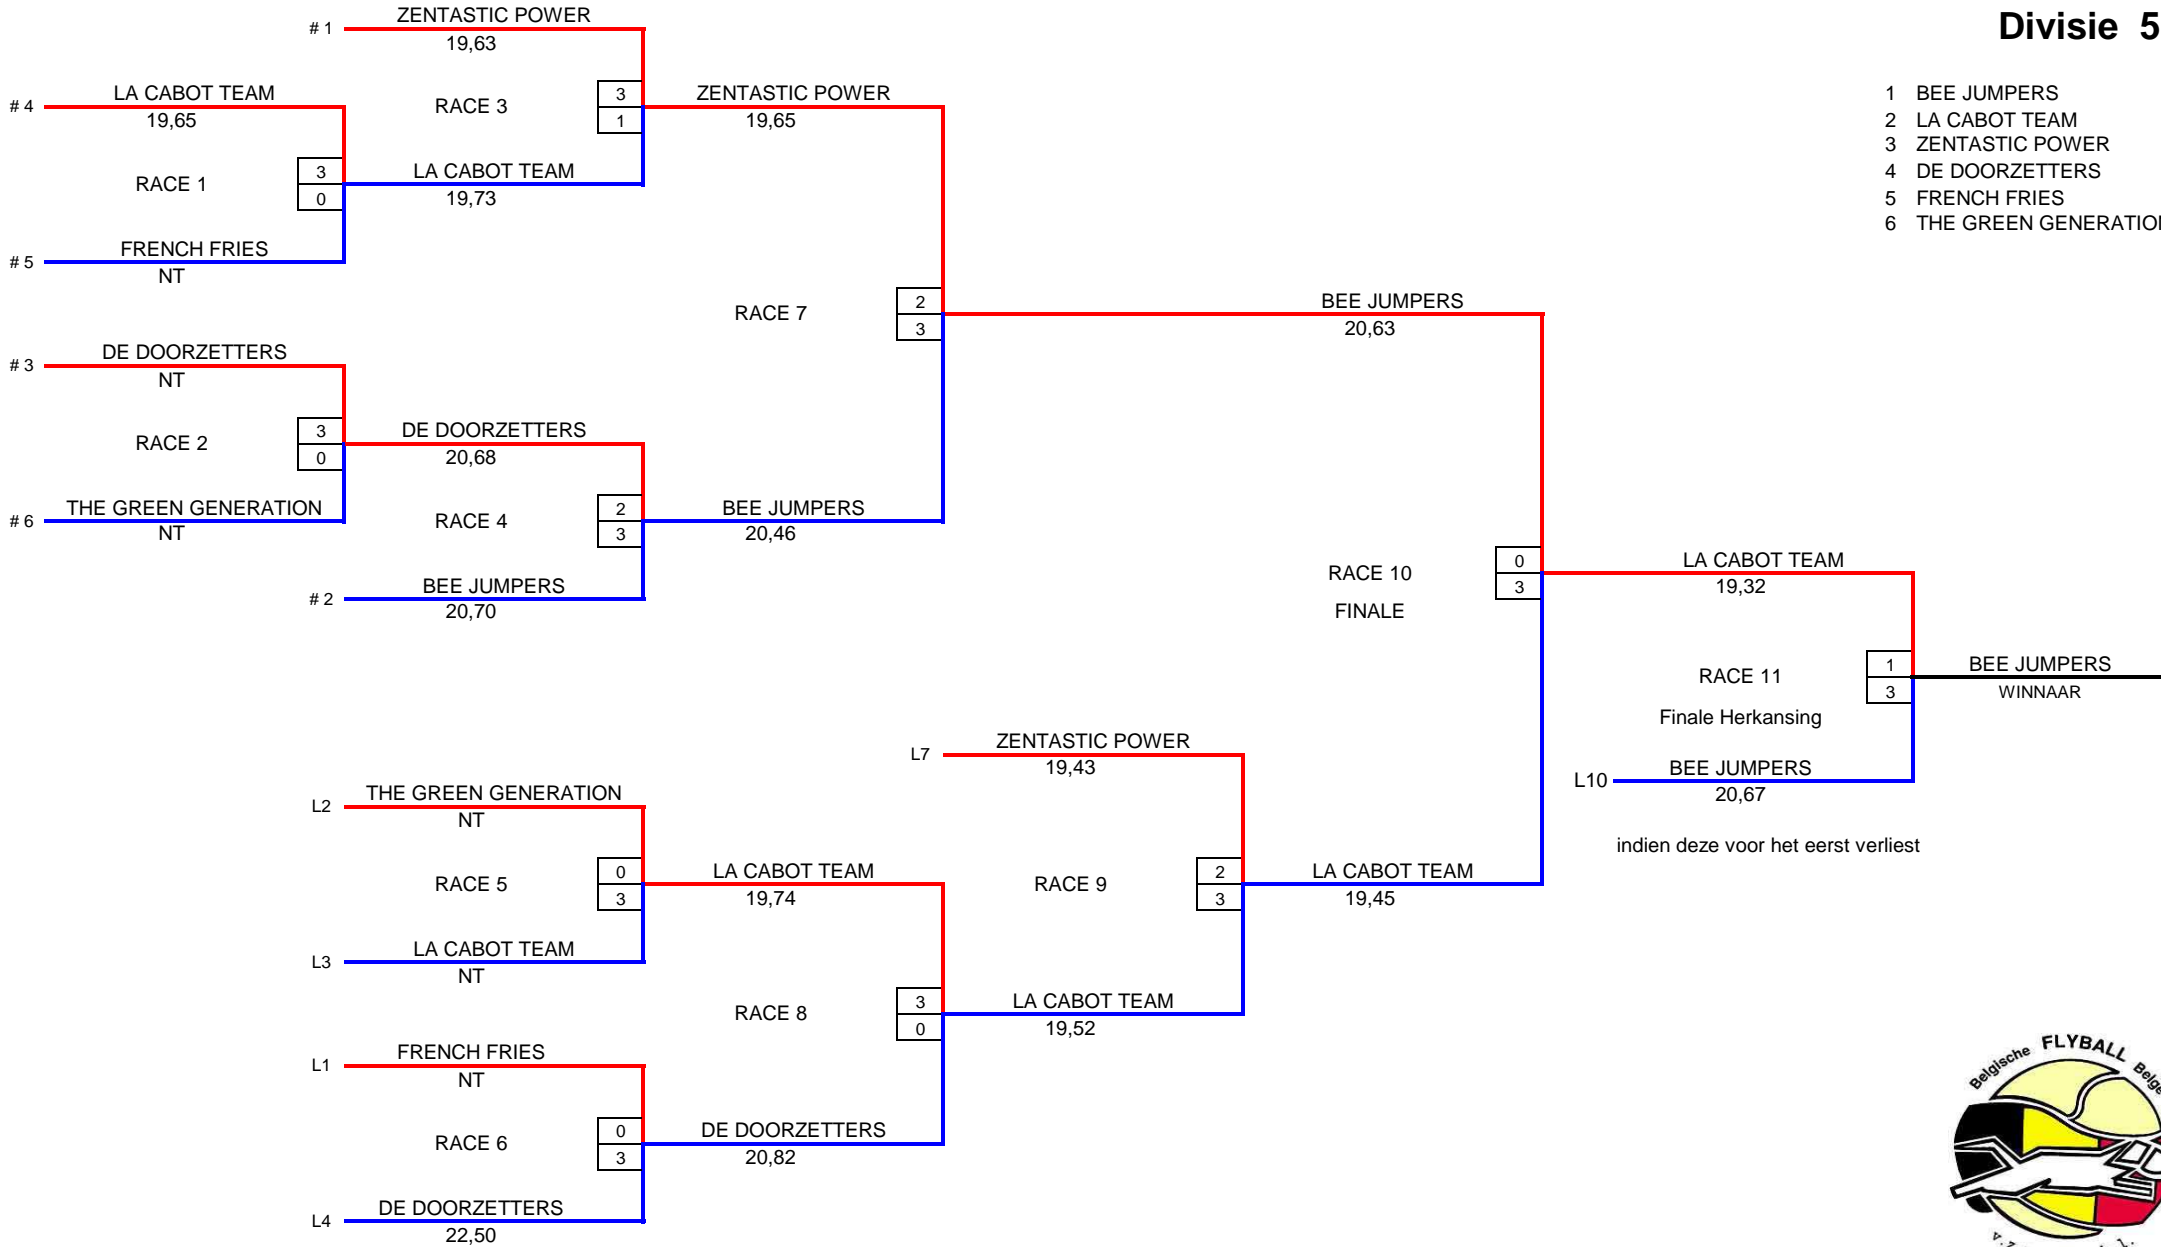 Divisie 5
1 BEE JUMPERS
2 LA CABOT TEAM
3 ZENTASTIC POWER
4 DE DOORZETTERS
5 FRENCH FRIES
6 THE GREEN GENERATION
# 1
ZENTASTIC POWER
19,63
# 4
LA CABOT TEAM
19,65
RACE 3
3
1
ZENTASTIC POWER
19,65
RACE 1
3
0
LA CABOT TEAM
19,73
# 5
FRENCH FRIES
NT
RACE 7
2
3
BEE JUMPERS
20,63
# 3
DE DOORZETTERS
NT
RACE 2
3
0
DE DOORZETTERS
20,68
# 6
THE GREEN GENERATION
NT
RACE 4
2
3
BEE JUMPERS
20,46
# 2
BEE JUMPERS
20,70
RACE 10
FINALE
0
3
LA CABOT TEAM
19,32
RACE 11
Finale Herkansing
1
3
BEE JUMPERS
WINNAAR
L10
BEE JUMPERS
20,67
indien deze voor het eerst verliest
L7
ZENTASTIC POWER
19,43
L2
THE GREEN GENERATION
NT
RACE 5
0
3
LA CABOT TEAM
19,74
RACE 9
2
3
LA CABOT TEAM
19,45
L3
LA CABOT TEAM
NT
RACE 8
3
0
LA CABOT TEAM
19,52
L1
FRENCH FRIES
NT
RACE 6
0
3
DE DOORZETTERS
20,82
L4
DE DOORZETTERS
22,50
Belgische FLYBALL